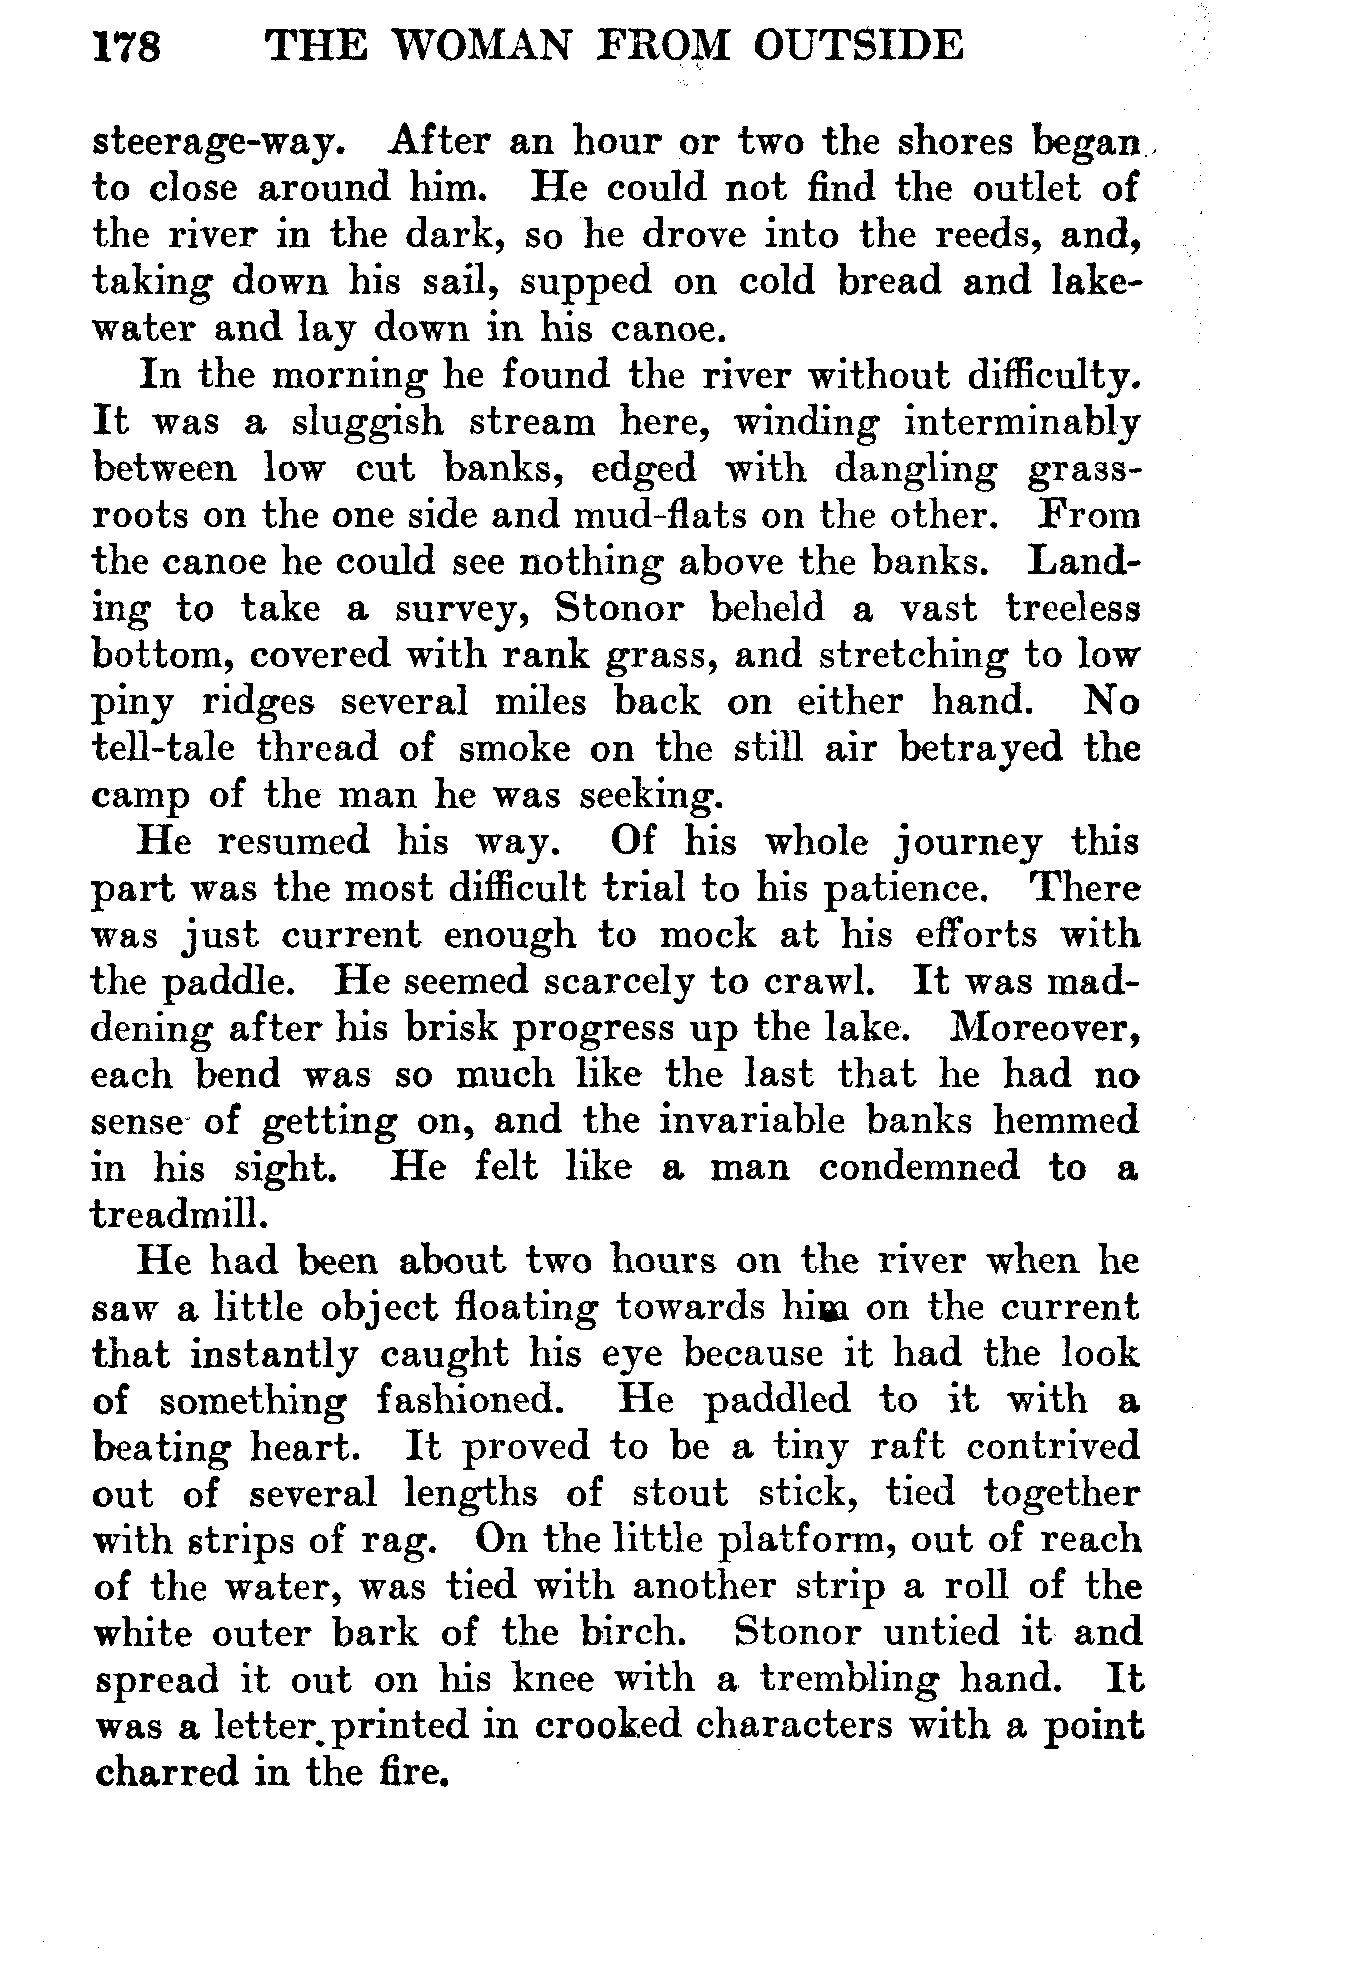 178 THE WOMAN FROM OUTSIDE
steerage-way. After an hour or two the shores began
to close around him. He could not find the outlet of
the river in the dark, so he drove into the reeds, and,
taking down his sail, supped on cold bread and lake-
water and lay down in his canoe.
In the morning he found the river without difficulty.
It was a sluggish stream here, winding interminably
between low cut banks, edged with dangling grass-
roots on the one side and mud-flats on the other. From
the canoe he could see nothing above the banks. Land-
ing to take a survey, Stonor beheld a vast treeless
bottom, covered with rank grass, and stretching to low
piny ridges several miles back on either hand. No
tell-tale thread of smoke on the still air betrayed the
camp of the man he was seeking.
He resumed his way. Of his whole journey this
part was the most difficult trial to his patience. There
was just current enough to mock at his efforts with
the paddle. He seemed scarcely to crawl. It was mad-
dening after his brisk progress up the lake. Moreover,
each bend was so much like the last that he had no
sense of getting on, and the invariable banks hemmed
in his sight. He felt like a man condemned to a
treadmill.
He had been about two hours on the river when he
saw a little object floating towards him on the current
that instantly caught his eye because it had the look
of something fashioned. He paddled to it with a
beating heart. It proved to be a tiny raft contrived
out of several lengths of stout stick, tied together
with strips of rag. On the little platform, out of reach
of the water, was tied with another strip a roll of the
white outer bark of the birch. Stonor untied it and
spread it out on his knee with a trembling hand. It
was a letter printed in crooked characters with a point
charred in the fire.